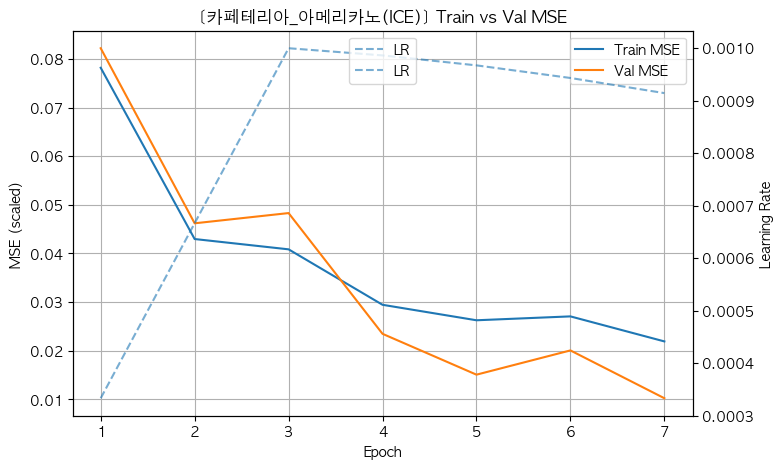 [카페테리아_아메리카노(ICE)] Train vs Val MSE
MSE (scaled)
0.08
0.07
0.06
0.05
0.04
0.03
0.02
0.01
LR
LR
Train MSE
Val MSE
0.0010
0.0009
0.0008
0.0007
0.0006
0.0005
0.0004
0.0003
Learning Rate
1 2 3 4 5 6 7
Epoch